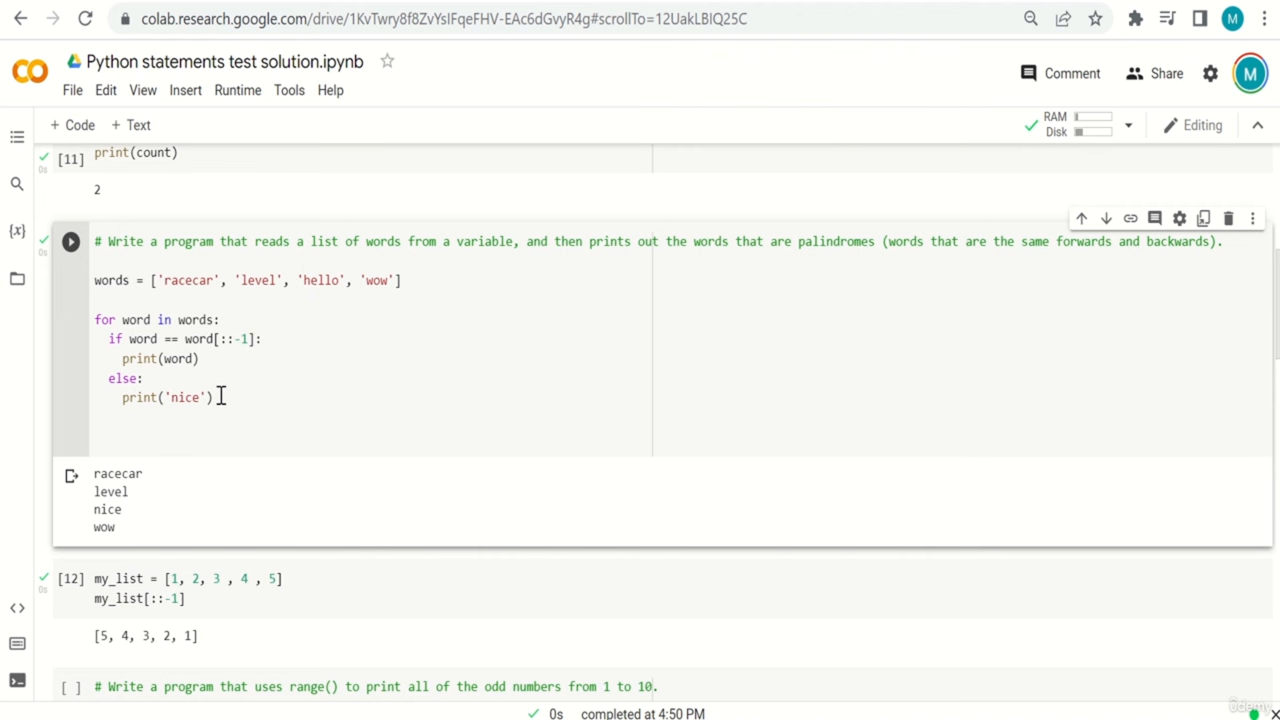 colab.research.google.com/drive/1KvTwry8f8ZvYsIFqeFHV-EAc6dGvyR4g#scrollTo=12UakLBIQ25C
M
CO
Python statements test solution.ipynb
File Edit View Insert Runtime Tools Help
Comment
Share
M
+ Code + Text
RAM
Disk
Editing
[11] print(count)
0s
2
{x}
0s
# Write a program that reads a list of words from a variable, and then prints out the words that are palindromes (words that are the same forwards and backwards).
words = ['racecar', 'level', 'hello', 'wow']
for word in words:
if word == word[::-1]:
print(word)
else:
print('nice')
racecar
level
nice
wow
[12] my_list = [1, 2, 3 , 4 , 5]
0s
my_list[::-1]
[5, 4, 3, 2, 1]
[ ] # Write a program that uses range() to print all of the odd numbers from 1 to 10.
0s completed at 4:50 PM
ûdemy